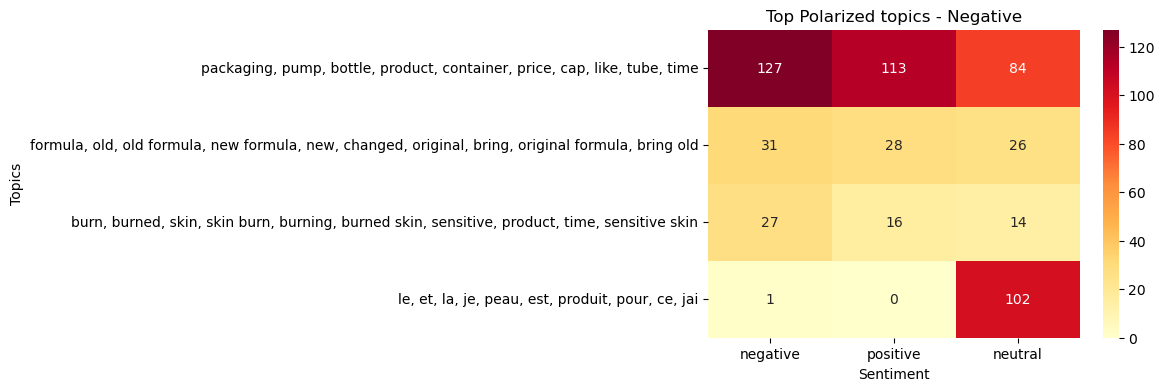 Top Polarized topics - Negative
packaging, pump, bottle, product, container, price, cap, like, tube, time
127 113 84
formula, old, old formula, new formula, new, changed, original, bring, original formula, bring old
31 28 26
burn, burned, skin, skin burn, burning, burned skin, sensitive, product, time, sensitive skin
27 16 14
le, et, la, je, peau, est, produit, pour, ce, jai
1 0 102
negative positive neutral
Sentiment
Topics
120
100
80
60
40
20
0